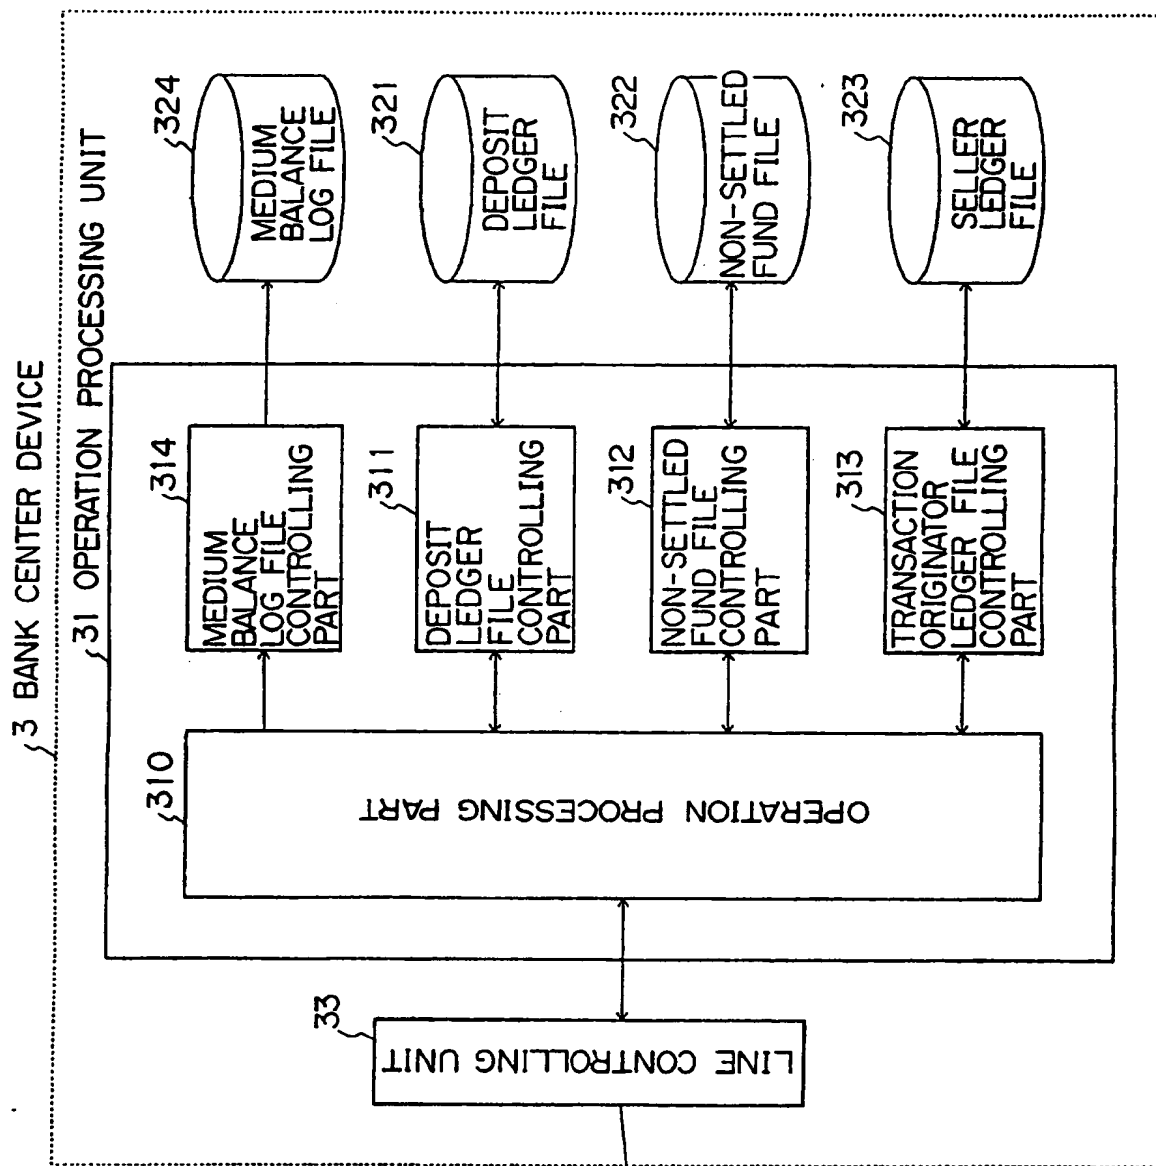 3 BANK CENTER DEVICE
31 OPERATION PROCESSING UNIT
324
MEDIUM
BALANCE
LOG FILE
321
DEPOSIT
LEDGER
FILE
322
NON-SETTLED
FUND FILE
323
SELLER
LEDGER
FILE
314
MEDIUM
BALANCE
LOG FILE
CONTROLLING
PART
311
DEPOSIT
LEDGER
FILE
CONTROLLING
PART
312
NON-SETTLED
FUND FILE
CONTROLLING
PART
313
TRANSACTION
ORIGINATOR
LEDGER FILE
CONTROLLING
PART
310
OPERATION PROCESSING PART
33
LINE CONTROLLING UNIT